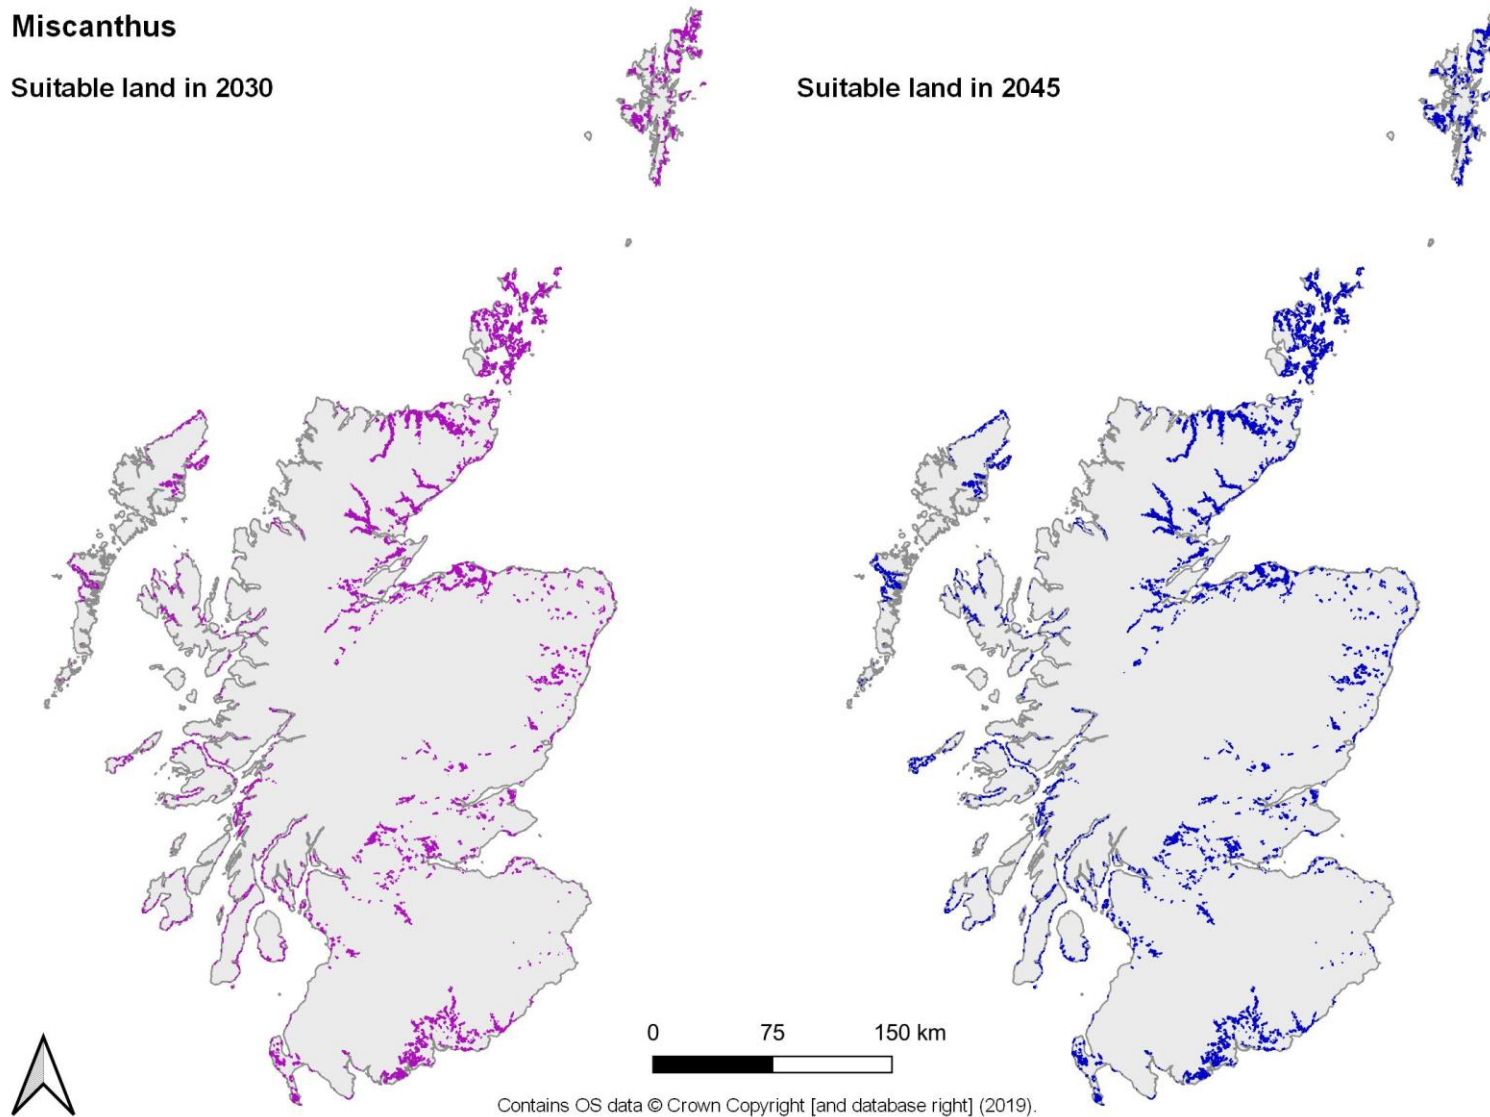 Miscanthus
Suitable land in 2030
Suitable land in 2045
0 75 150 km
Contains OS data © Crown Copyright [and database right] (2019).